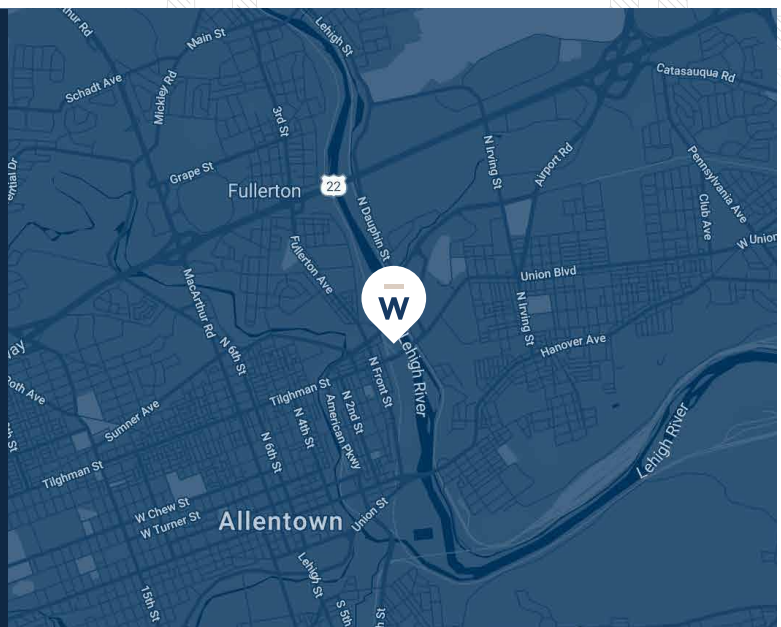 Lehigh St
Main St
Schadt Ave
Mickley Rd
3rd St
Catasauqua Rd
N Irving St
Airport Rd
Pennsylvania Ave
Grape St
Fullerton
22
N Dauphin St
Club Ave
W Union
Fullerton Ave
MacArthur Rd
Union Blvd
W
N Irving St
Hanover Ave
N 6th St
Lehigh River
N Front St
Tilghman St
N 2nd St
American Pkwy
N 4th St
Sumner Ave
N 6th St
Lehigh River
Tilghman St
W Chew St
W Turner St
Allentown
Union St
Lehigh St
15th St
S 5th